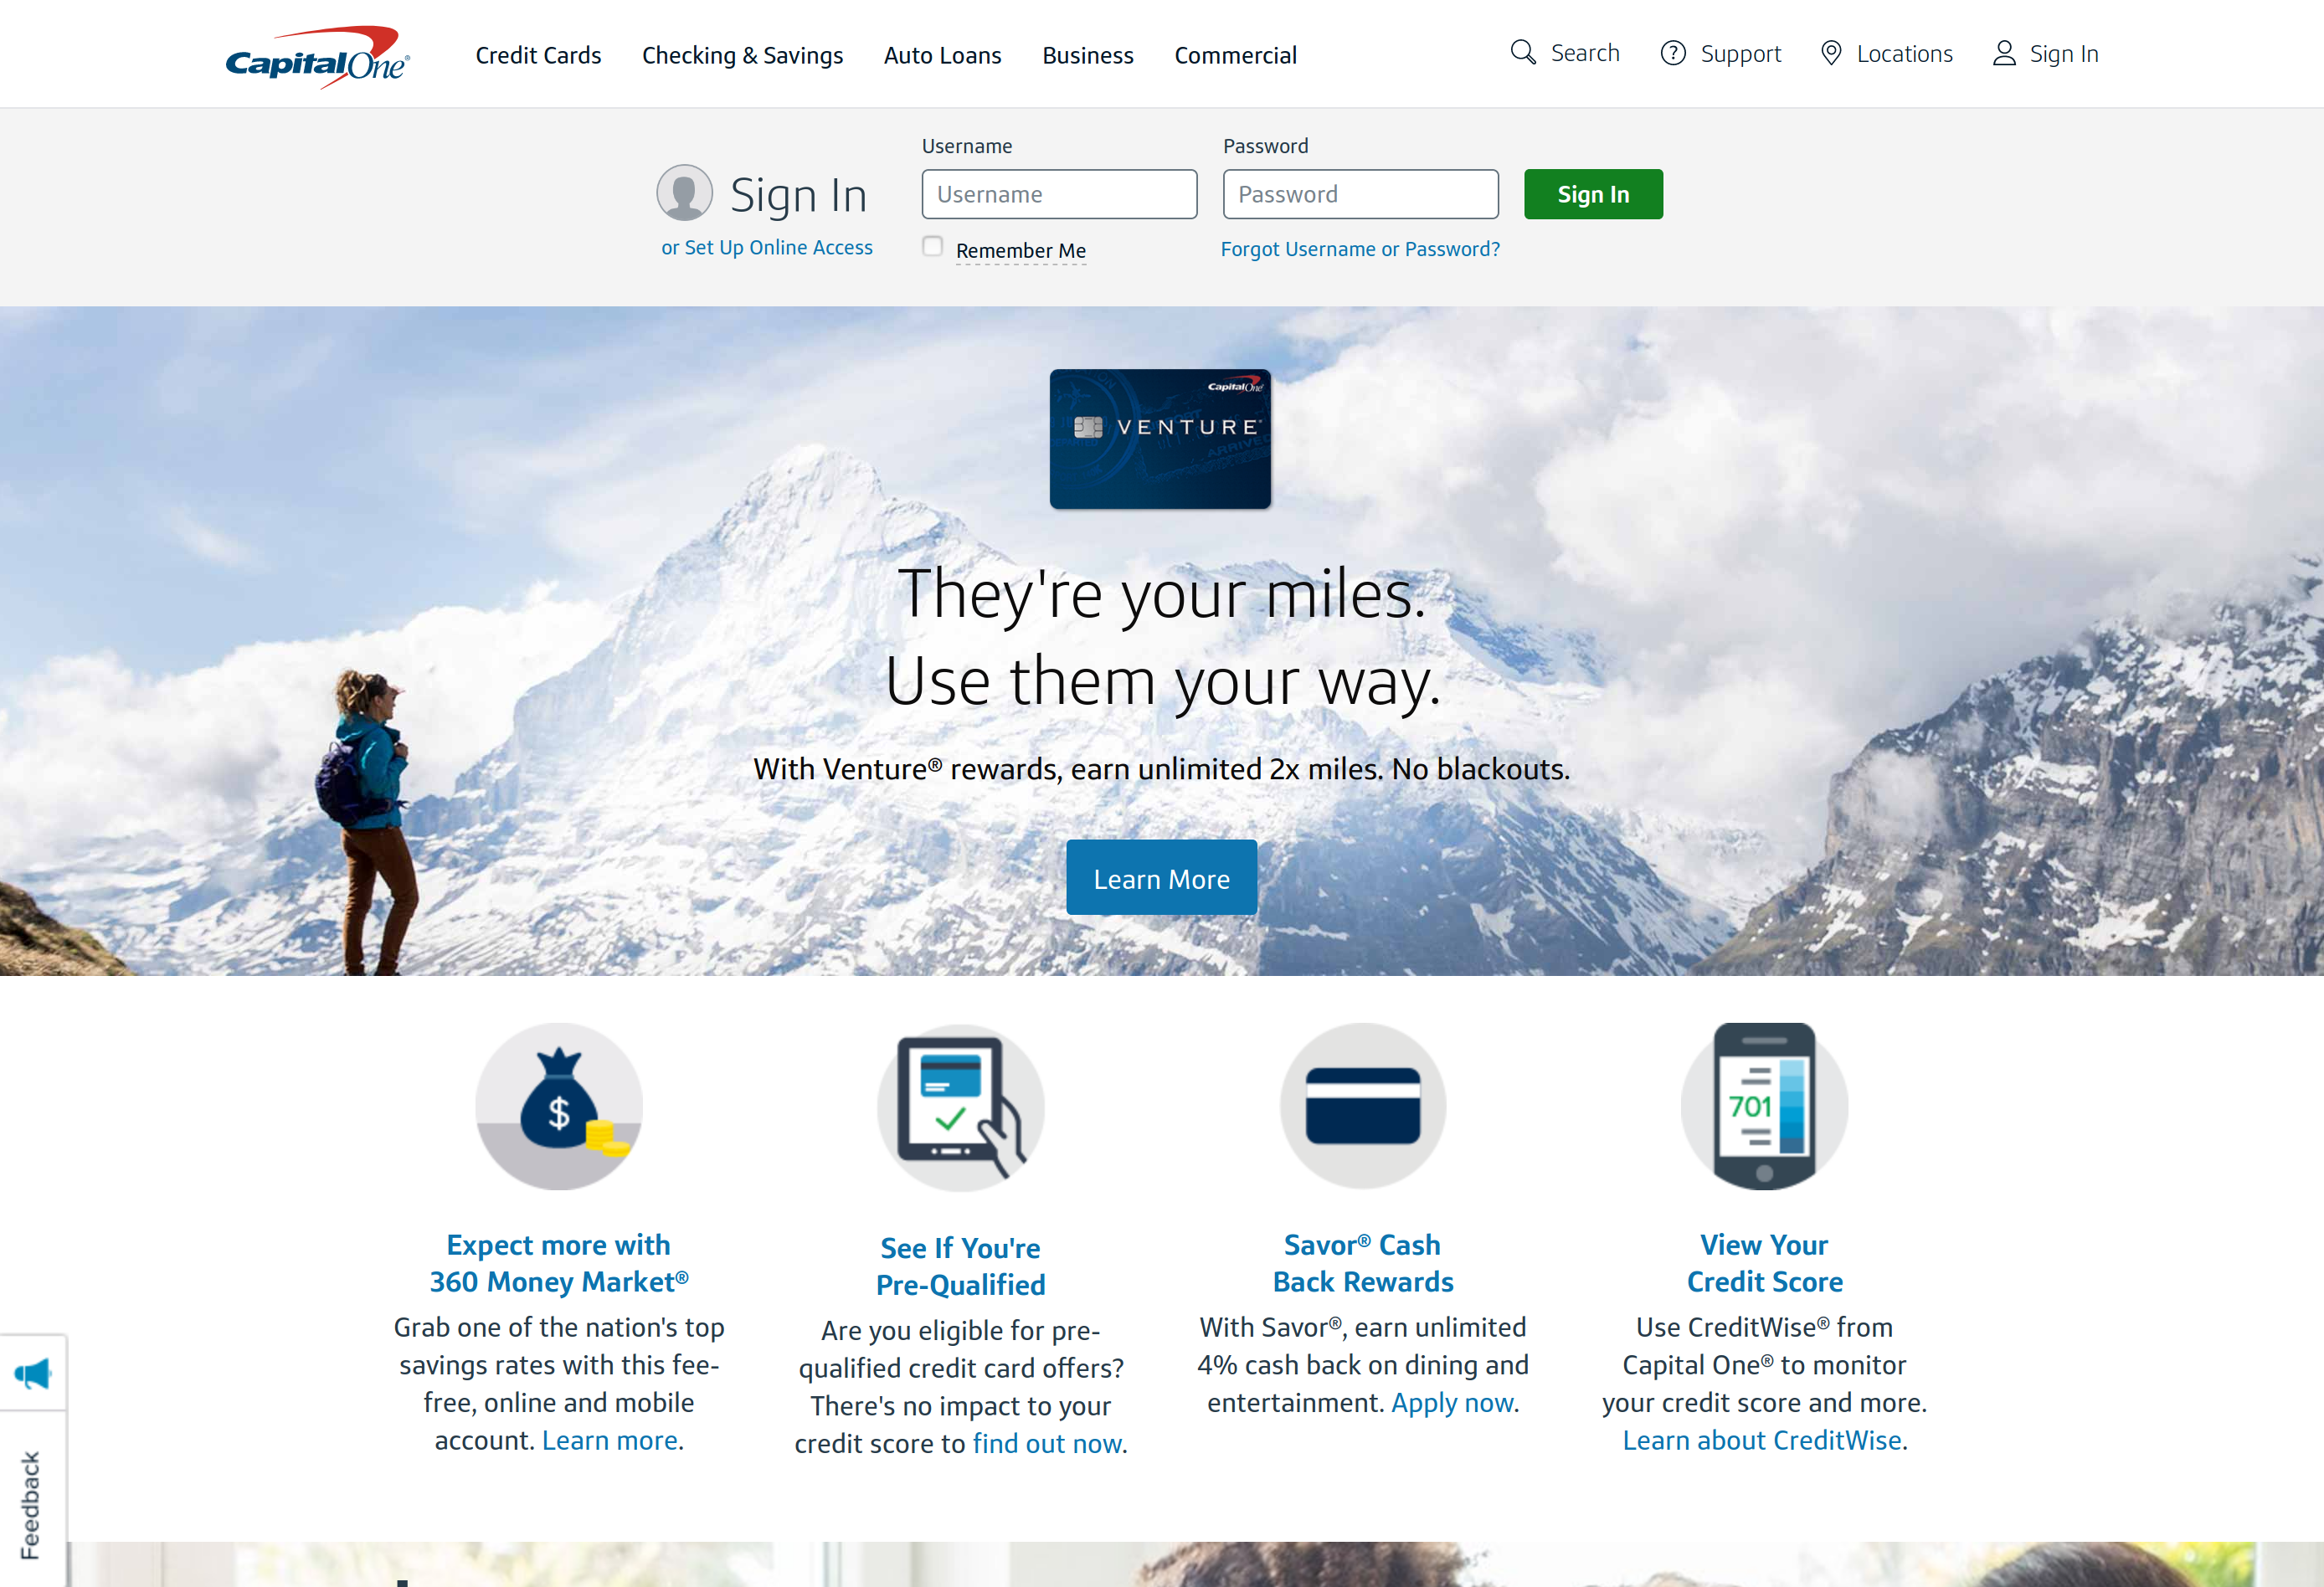 CapitalOne®
Credit Cards
Checking & Savings
Auto Loans
Business
Commercial
Search
Support
Locations
Sign In
Sign In
or Set Up Online Access
Username
Username
Remember Me
Password
Password
Forgot Username or Password?
Sign In
CapitalOne
VENTURE®
ARRIVED
They're your miles.
Use them your way.
With Venture® rewards, earn unlimited 2x miles. No blackouts.
Learn More
$
Expect more with
360 Money Market®
Grab one of the nation's top
savings rates with this fee-
free, online and mobile
account. Learn more.
See If You're
Pre-Qualified
Are you eligible for pre-
qualified credit card offers?
There's no impact to your
credit score to find out now.
Savor® Cash
Back Rewards
With Savor®, earn unlimited
4% cash back on dining and
entertainment. Apply now.
701
View Your
Credit Score
Use CreditWise® from
Capital One® to monitor
your credit score and more.
Learn about CreditWise.
Feedback